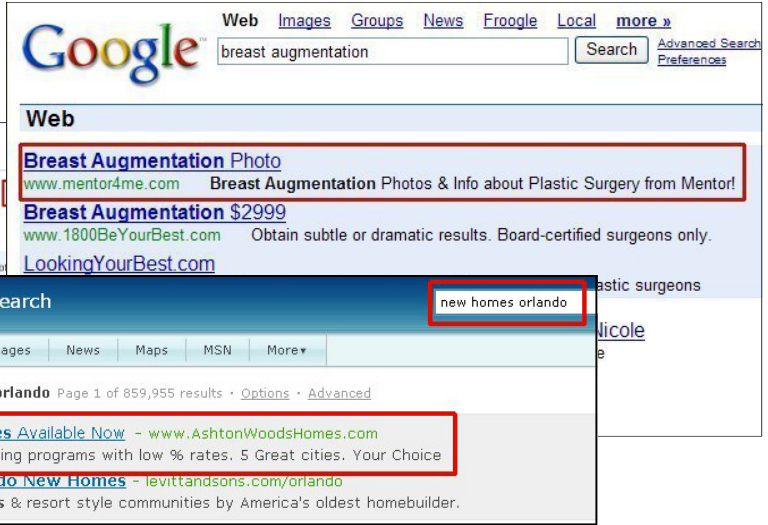 Web Images Groups News Froogle Local more »
Google™
breast augmentation Search Advanced Search
Preferences
Web
Breast Augmentation Photo
www.mentor4me.com Breast Augmentation Photos & Info about Plastic Surgery from Mentor!
Breast Augmentation $2999
www.1800BeYourBest.com Obtain subtle or dramatic results. Board-certified surgeons only.
LookingYourBest.com
astic surgeons
Nicole
e
earch new homes orlando
ages News Maps MSN More▾
orlando Page 1 of 859,955 results · Options · Advanced
es Available Now - www.AshtonWoodsHomes.com
ing programs with low % rates. 5 Great cities. Your Choice
do New Homes - levittandsons.com/orlando
s & resort style communities by America's oldest homebuilder.